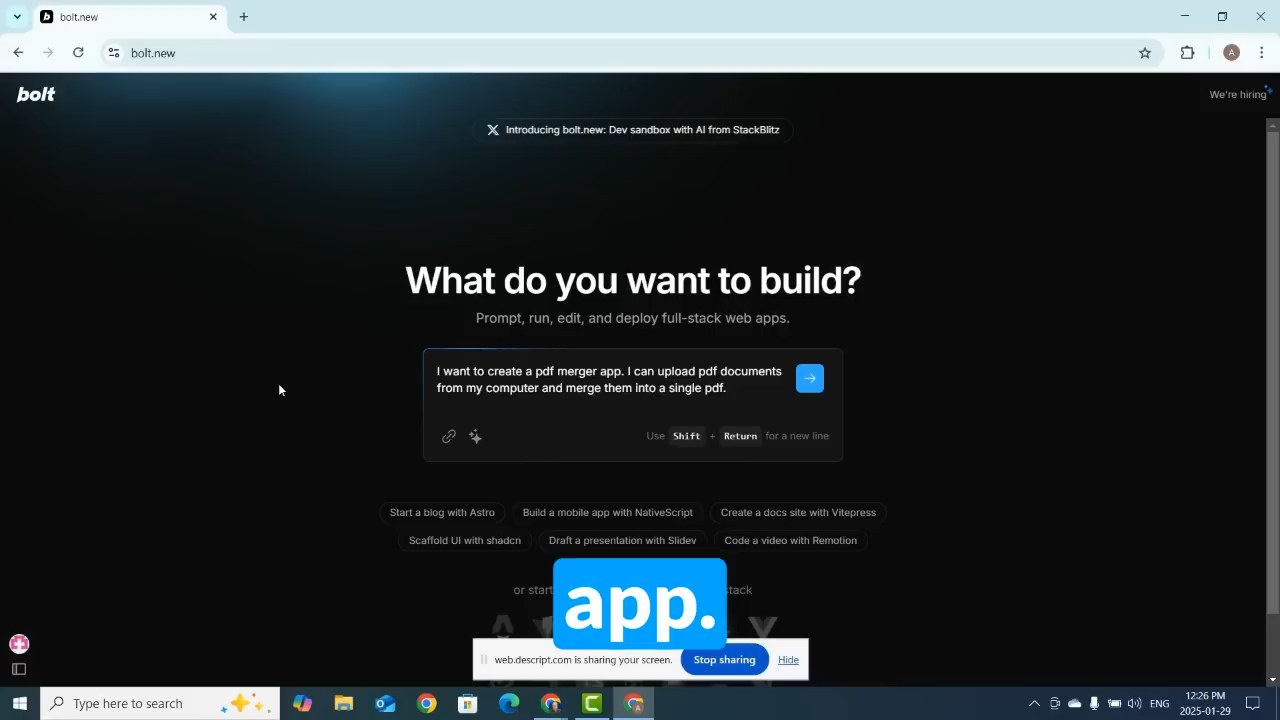 bolt.new
bolt.new
bolt
We're hiring
Introducing bolt.new: Dev sandbox with AI from StackBlitz
What do you want to build?
Prompt, run, edit, and deploy full-stack web apps.
I want to create a pdf merger app. I can upload pdf documents
from my computer and merge them into a single pdf.
Use Shift + Return for a new line
Start a blog with Astro
Build a mobile app with NativeScript
Create a docs site with Vitepress
Scaffold UI with shadcn
Draft a presentation with Slidev
Code a video with Remotion
or
app.
web.descript.com is sharing your screen.
Stop sharing
Hide
Type here to search
ENG
12:26 PM
2025-01-29